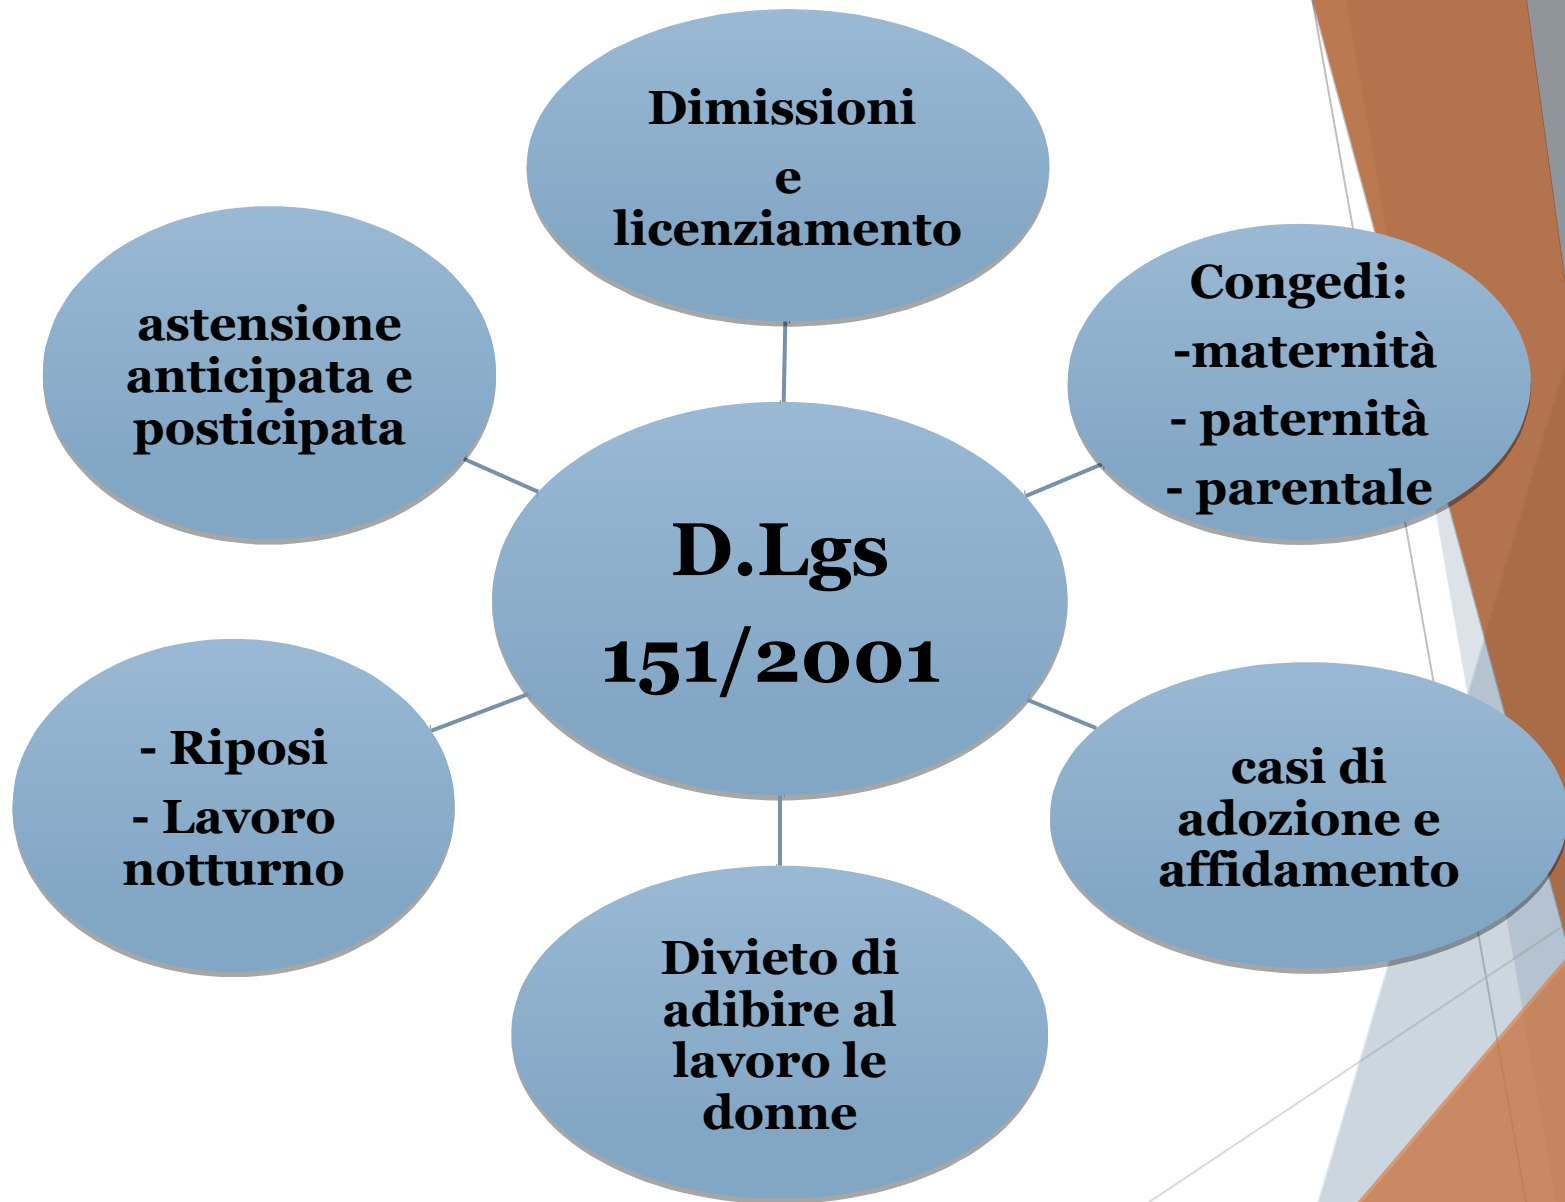 Dimissioni
e
licenziamento
Congedi:
-maternità
- paternità
- parentale
astensione
anticipata e
posticipata
D.Lgs
151/2001
- Riposi
- Lavoro
notturno
casi di
adozione e
affidamento
Divieto di
adibire al
lavoro le
donne